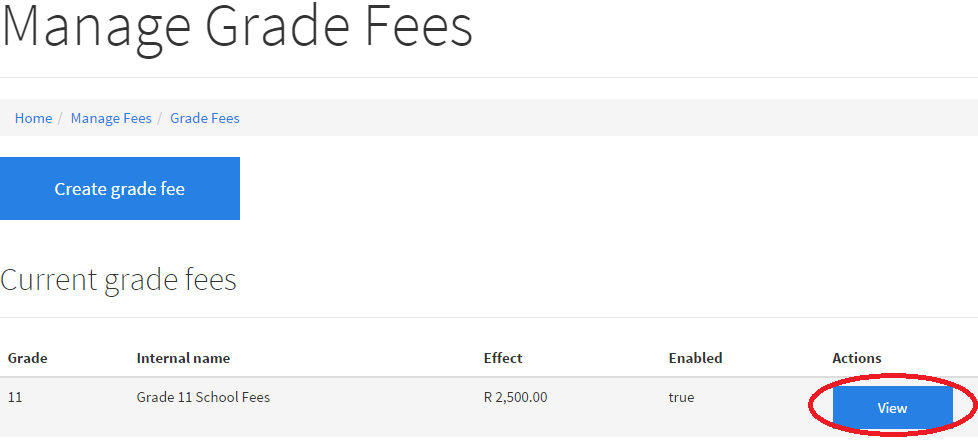 Manage Grade Fees
Home / Manage Fees / Grade Fees
Create grade fee
Current grade fees
Grade Internal name Effect Enabled Actions
11 Grade 11 School Fees R 2,500.00 true View